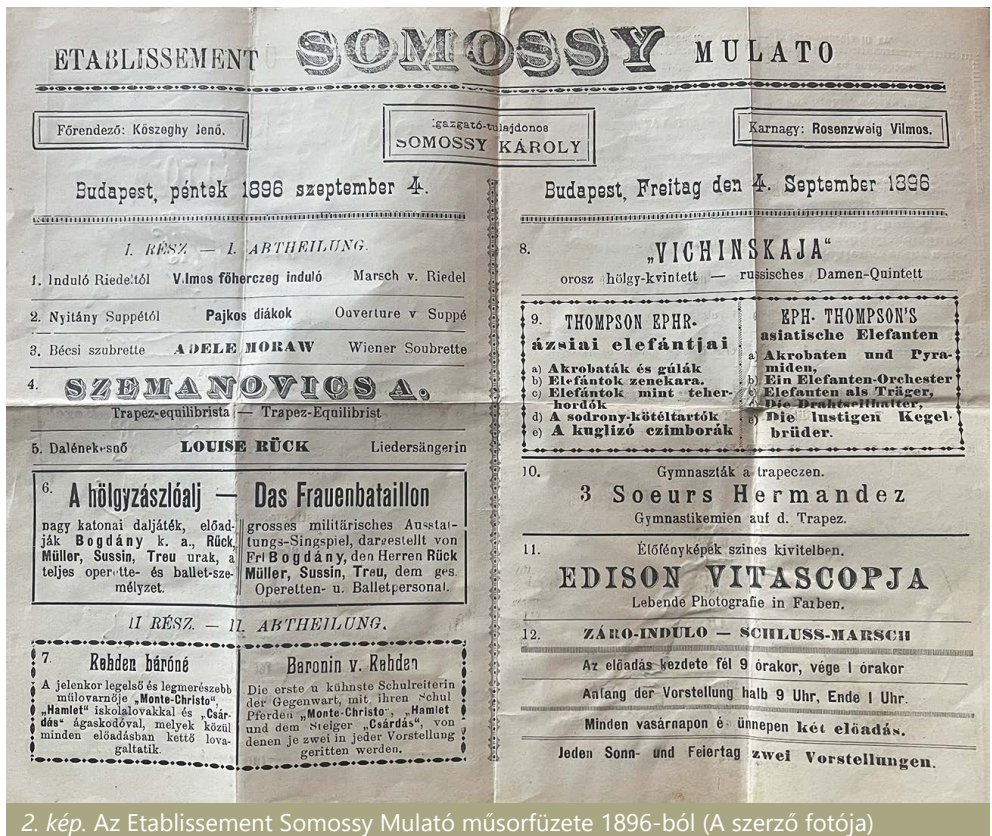 ETABLISSEMENT SOMOSSY MULATO
Főrendező: Kőszeghy Jenő.
Igazgató-tulajdonos
SOMOSSY KÁROLY
Karnagy: Rosenzweig Vilmos.
Budapest, péntek 1896 szeptember 4.
I. RÉSZ — I. ABTHEILUNG.
1. Induló Riedeltől V.lmos főherczeg induló Marsch v. Riedel
2. Nyitány Suppétől Pajkos diákok Ouverture v Suppé
3. Bécsi szubrette ADELE MORAW Wiener Soubrette
4. SZEMANOVICS A.
Trapez-equilibrista — Trapez-Equilibrist
5. Dalénekesnő LOUISE RÜCK Liedersängerin
6. A hölgyzászlóalj — Das Frauenbataillon
nagy katonai daljáték, előad-
ják Bogdány k. a., Rück,
Müller, Sussin, Treu urak, a
teljes operette- és ballet-sze-
mélyzet.
grosses militärisches Ausstat-
tungs-Singspiel, dargestellt von
Frl Bogdány, den Herren Rück
Müller, Sussin, Treu, dem ges.
Operetten- u. Balletpersonal.
II RÉSZ. — II. ABTHEILUNG.
7. Rehden báróné
A jelenkor legelső és legmerészebb
műlovarnője „Monte-Christo“,
„Hamlet“ iskolalovakkal és „Csár-
dás“ ágaskodóval, melyek közül
minden előadásban kettő lova-
galtatik.
Baronin v. Rehden
Die erste u kühnste Schulreiterin
der Gegenwart, mit, ihren Schul
Pferden „Monte-Christo“, „Hamlet
und dem Steiger „Csárdás“, von
denen je zwei in jeder Vorstellung
geritten werden.
Budapest, Freitag den 4. September 1896
8. „VICHINSKAJA“
orosz hölgy-kvintett — russisches Damen-Quintett
9. THOMPSON EPHR-
ázsiai elefántjai
a) Akrobaták és gúlák
b) Elefántok zenekara.
c) Elefántok mint teher-
hordók
d) A sodrony-kötéltartók
e) A kuglizó czimborák
EPH. THOMPSON'S
asiatische Elefanten
a) Akrobaten und Pyra-
miden,
b) Ein Elefanten-Orchester
c) Elefanten als Träger,
Die Drahtseilhalter,
e) Die lustigen Kegel-
brüder.
10. Gymnaszták a trapeczen.
3 Soeurs Hermandez
Gymnastikemien auf d. Trapez.
11. Élőfényképek szines kivitelben.
EDISON VITASCOPJA
Lebende Photografie in Farben.
12. ZÁRO-INDULO — SCHLUSS-MARSCH
Az előadás kezdete fél 9 órakor, vége 1 órakor
Anfang der Vorstellung halb 9 Uhr, Ende 1 Uhr.
Minden vasárnapon és ünnepen két előadás.
Jeden Sonn- und Feiertag zwei Vorstellungen.
2. kép. Az Etablissement Somossy Mulató műsorfüzete 1896-ból (A szerző fotója)